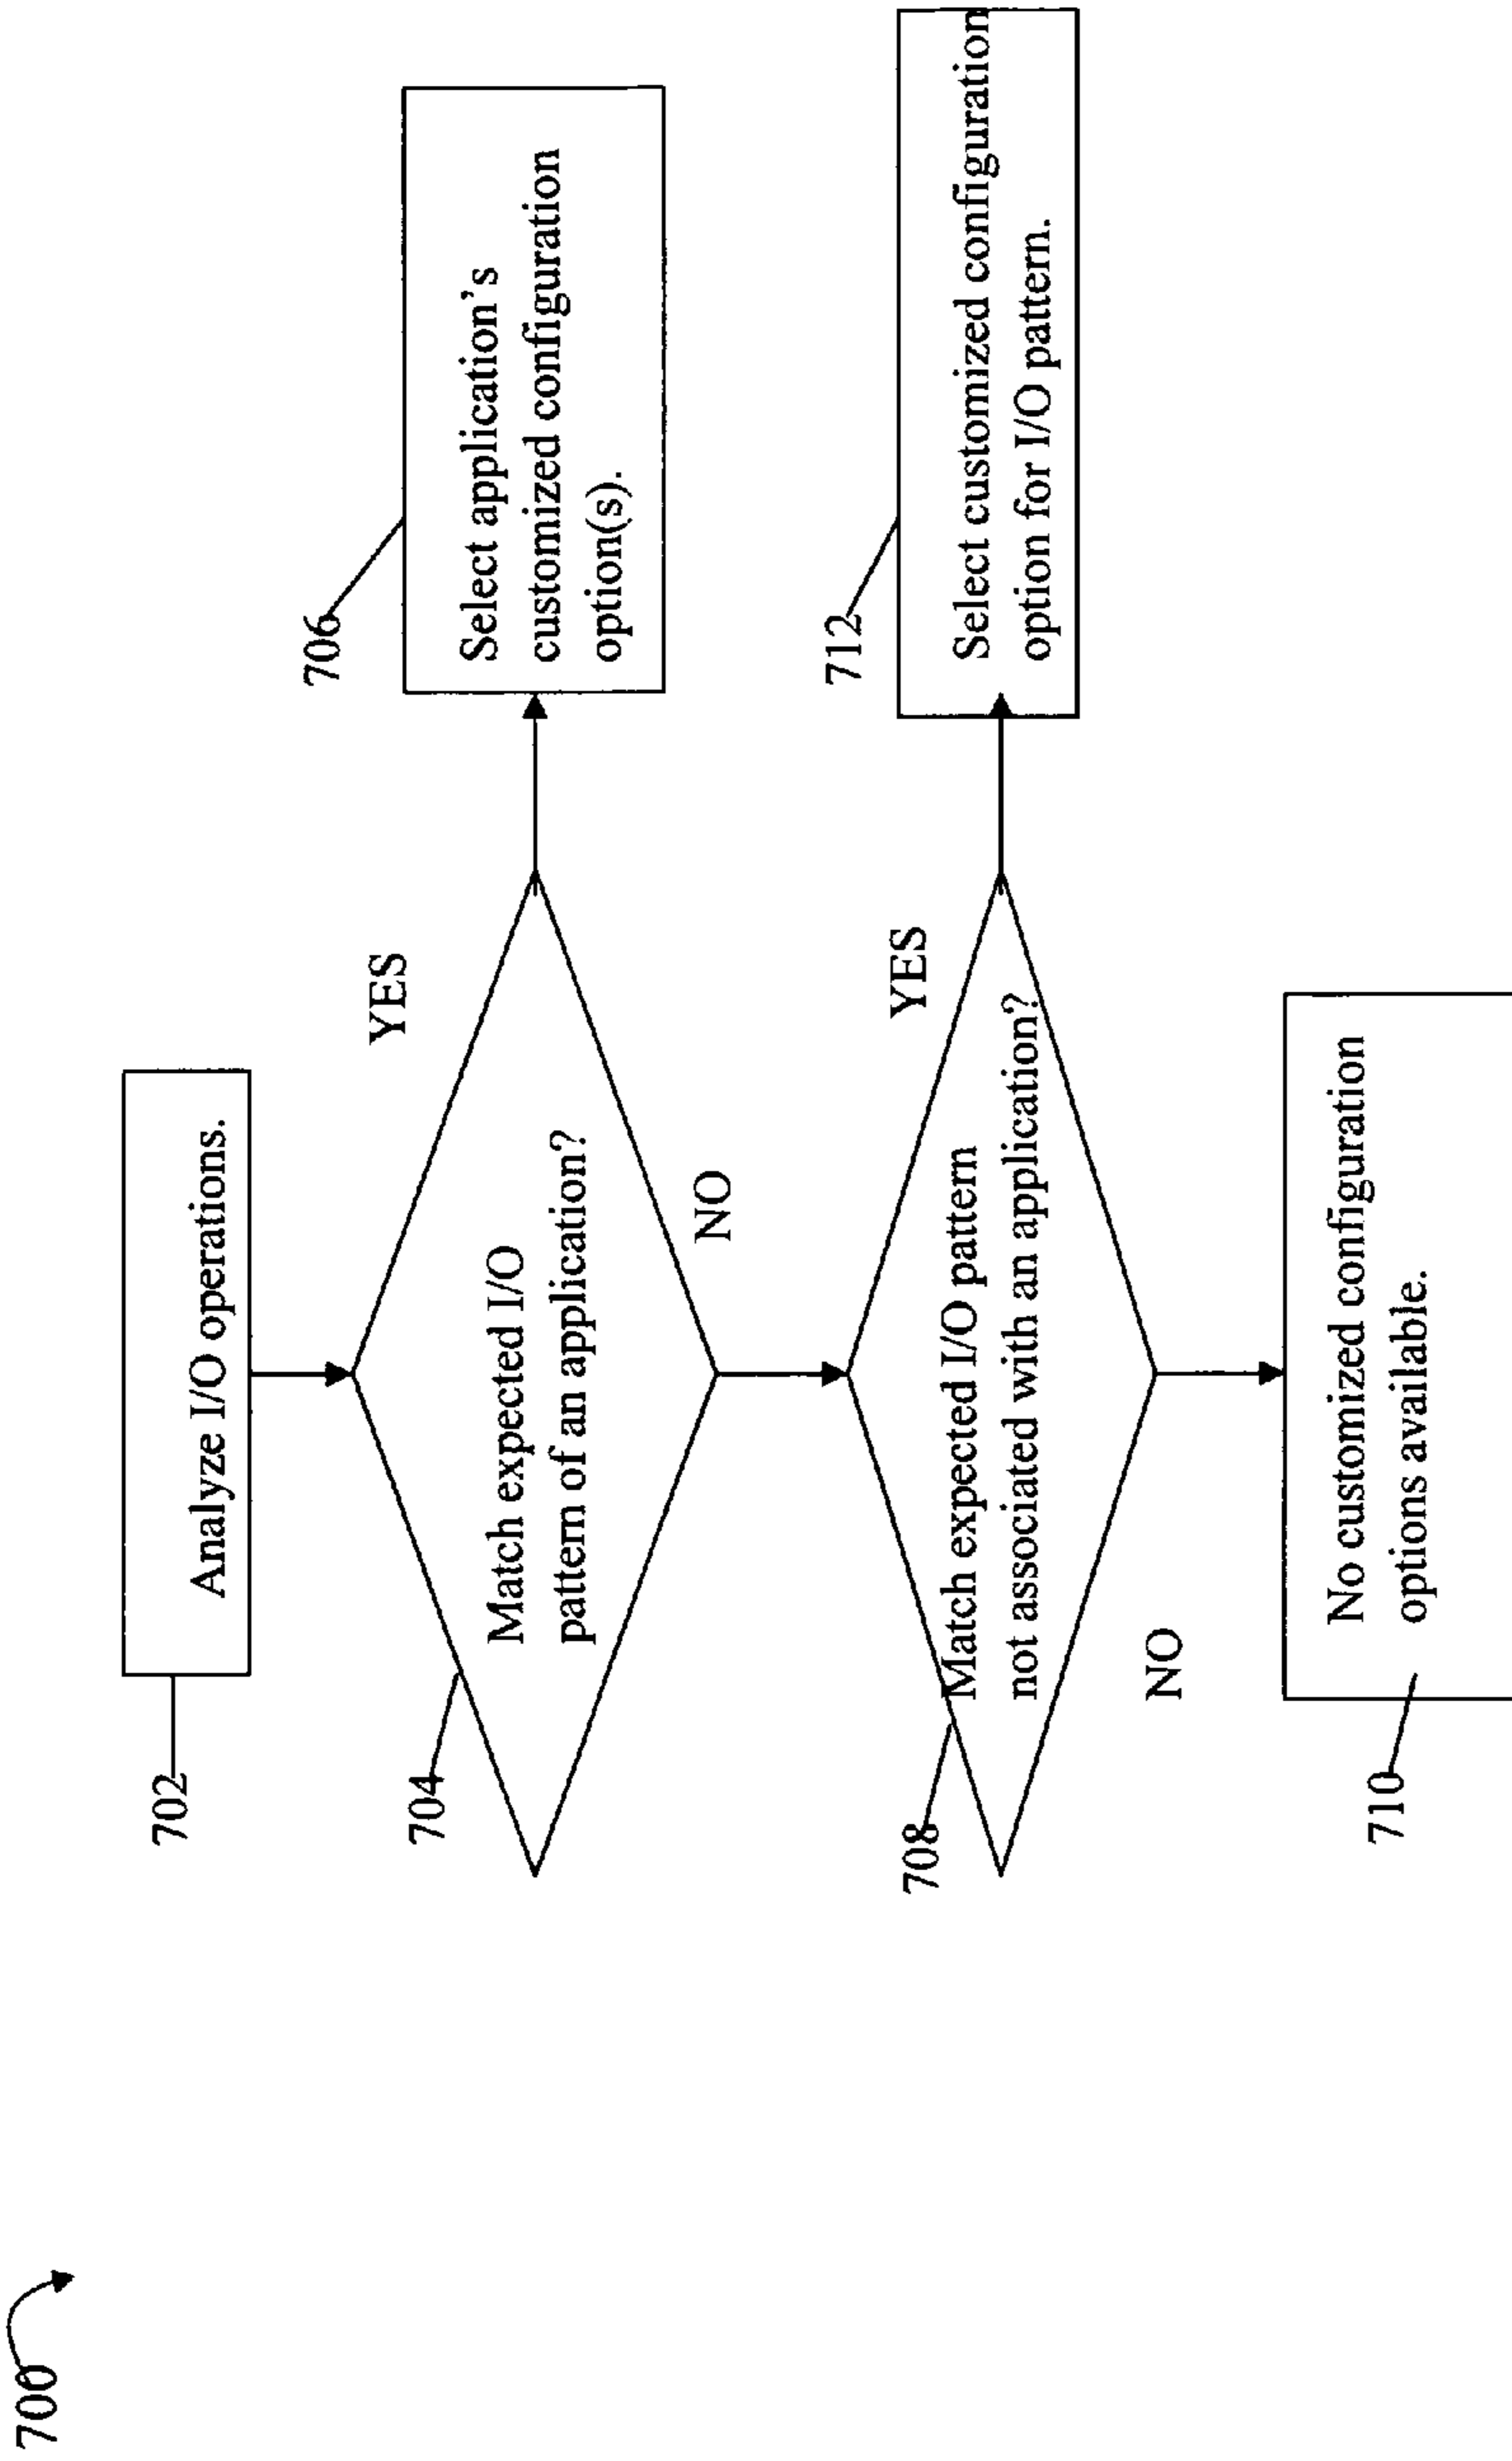 700
702
Analyze I/O operations.
704
Match expected I/O
pattern of an application?
YES
706
Select application's
customized configuration
option(s).
NO
708
Match expected I/O pattern
not associated with an application?
YES
712
Select customized configuration
option for I/O pattern.
NO
710
No customized configuration
options available.